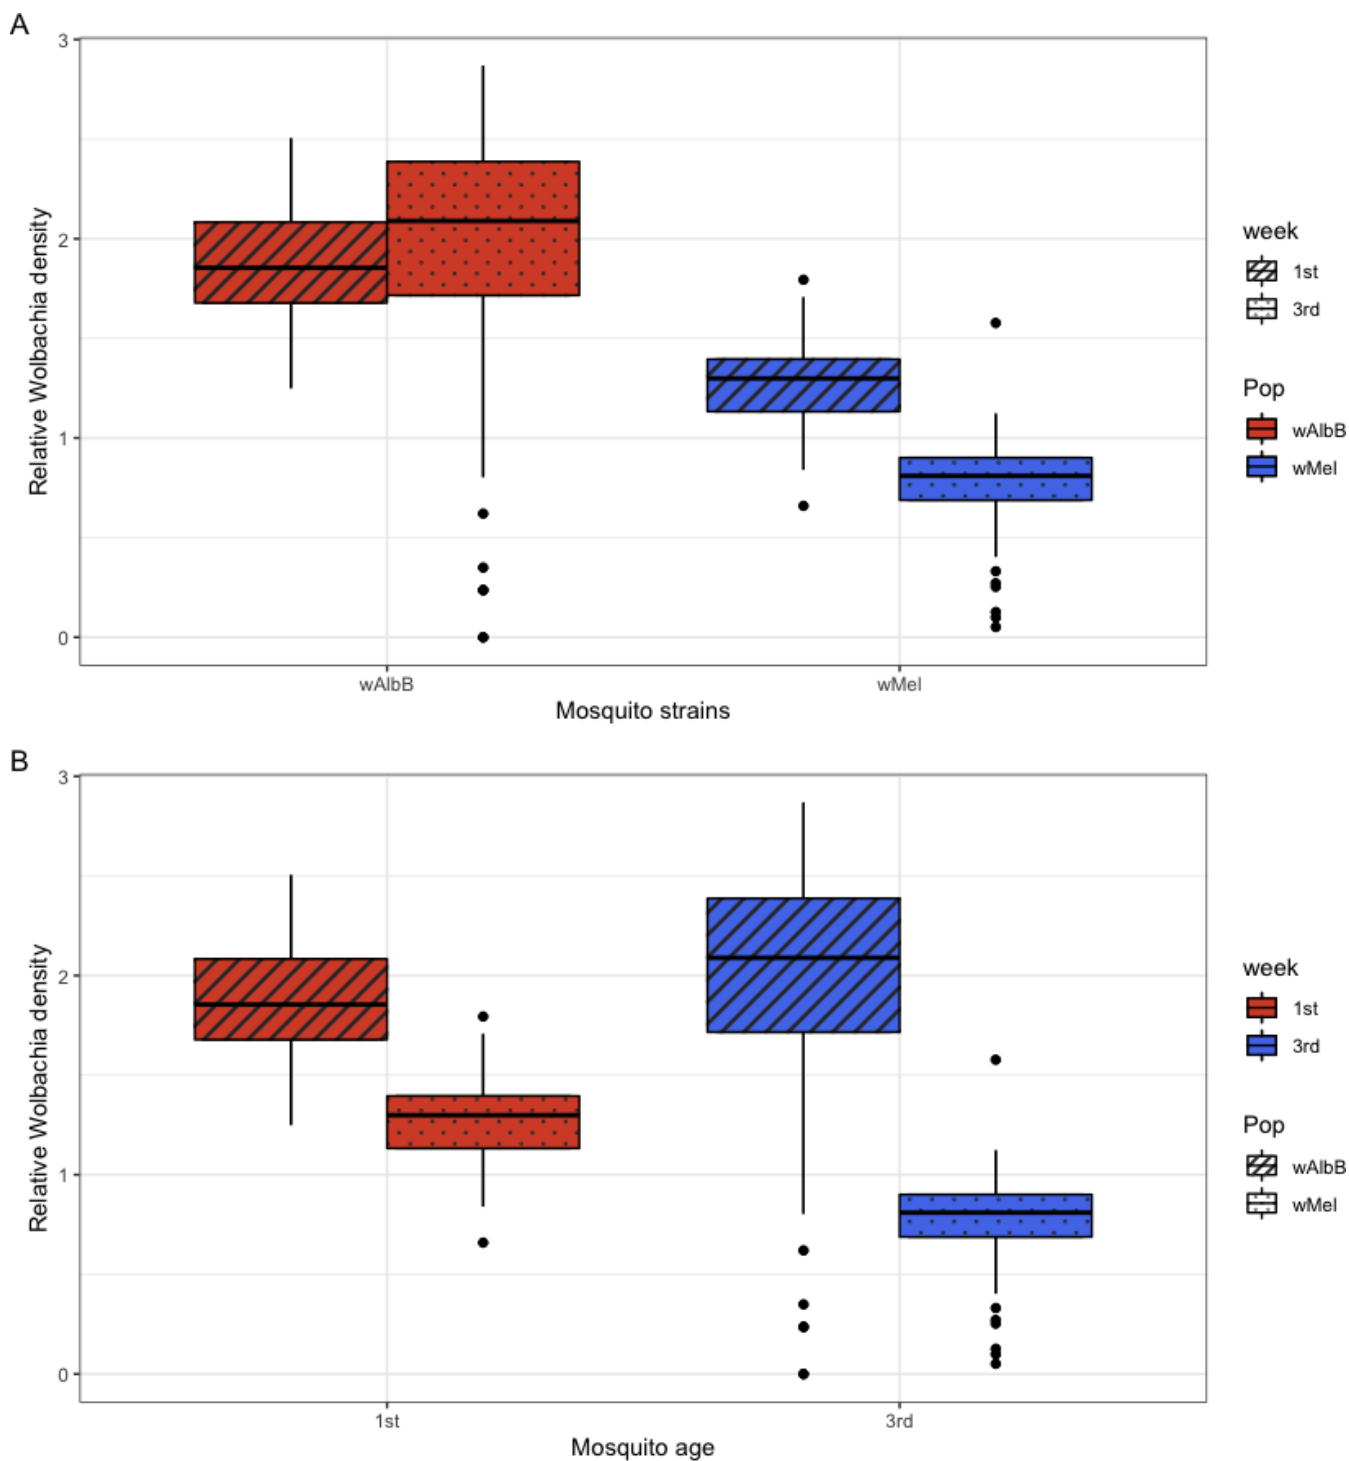 A
3
2
1
0
Relative Wolbachia density
wAlbB
wMel
Mosquito strains
week
1st
3rd
Pop
wAlbB
wMel
B
3
2
1
0
Relative Wolbachia density
1st
3rd
Mosquito age
week
1st
3rd
Pop
wAlbB
wMel